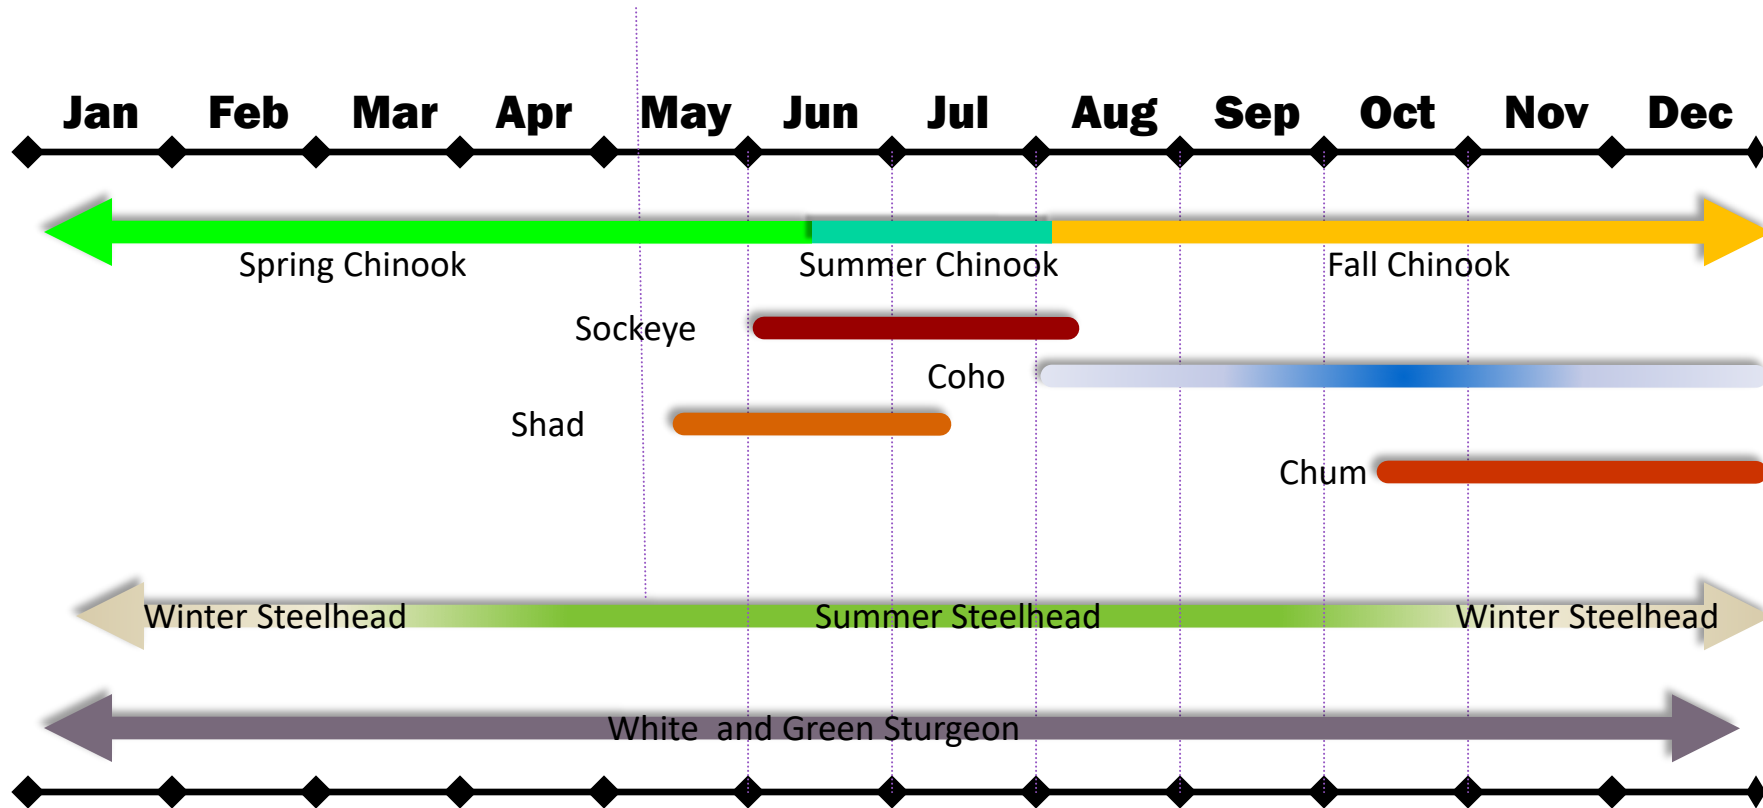 Jan Feb Mar Apr May Jun Jul Aug Sep Oct Nov Dec
Spring Chinook Summer Chinook Fall Chinook
Sockeye
Coho
Shad
Chum
Winter Steelhead Summer Steelhead Winter Steelhead
White and Green Sturgeon